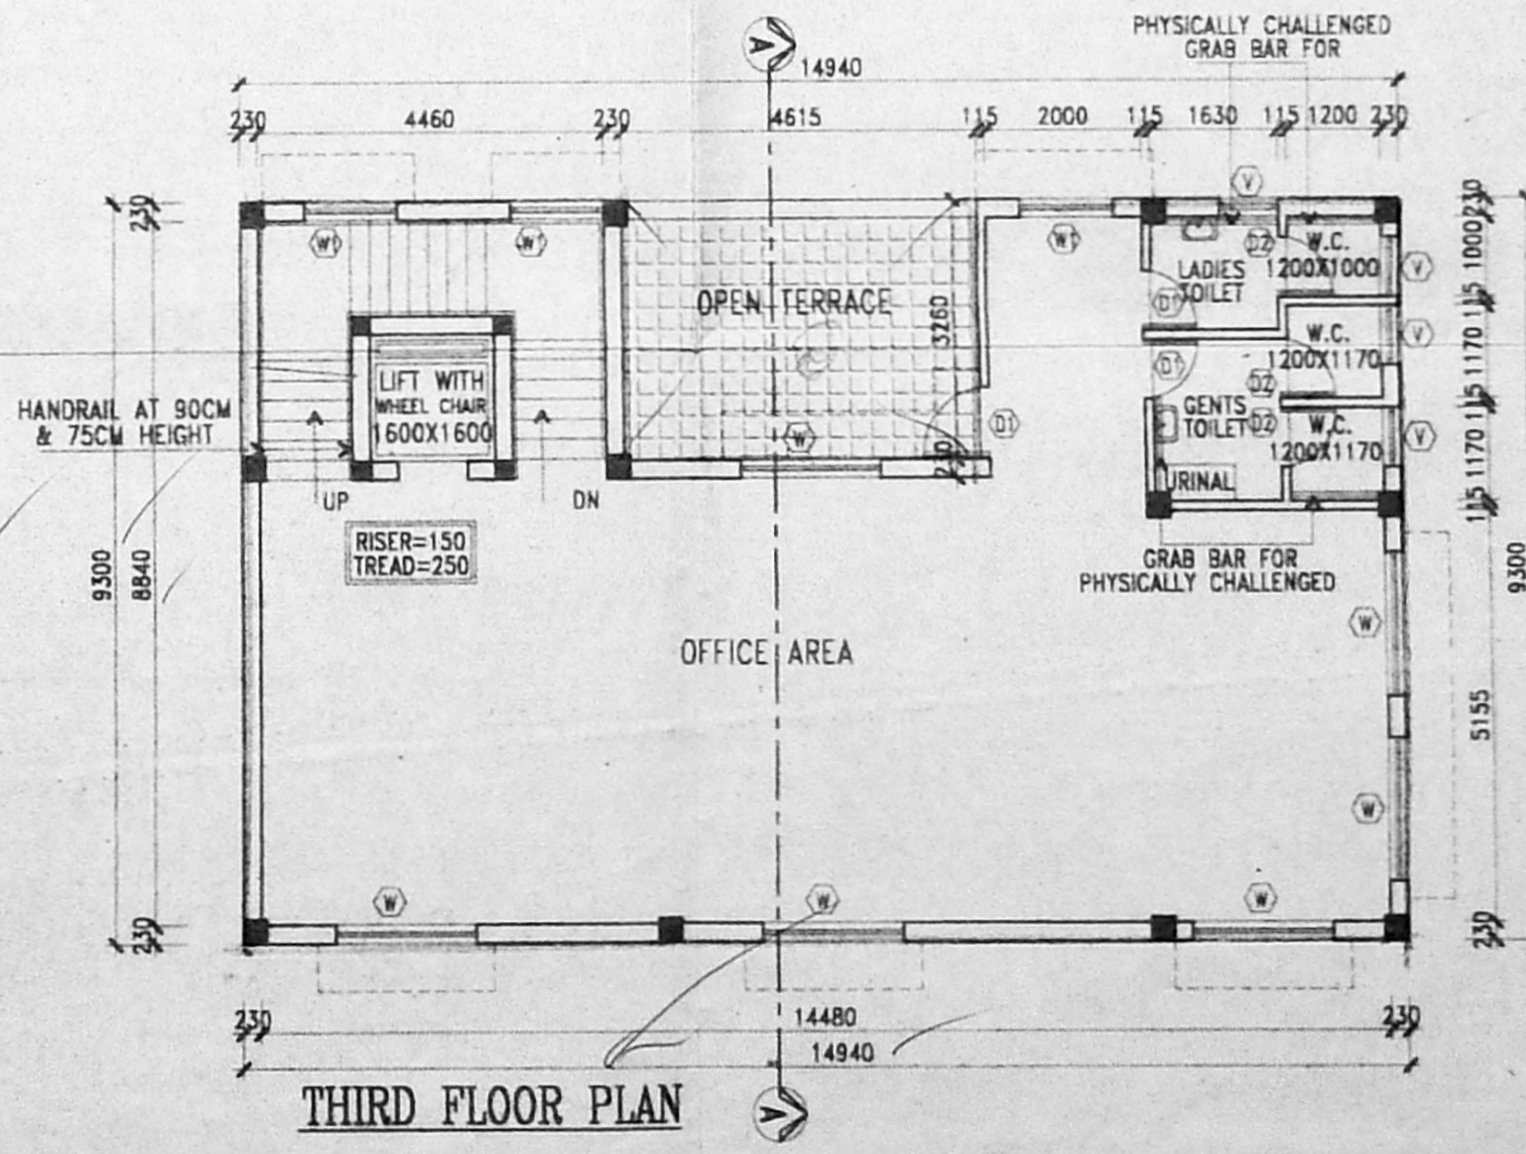 PHYSICALLY CHALLENGED
GRAB BAR FOR
A
14940
230 4460 230 4615 115 2000 115 1630 115 1200 230
V
230
230
W1 W1 W1
D2 W.C.
1200X1000
LADIES
TOILET
D1
V
1000
115
OPEN TERRACE
3260
W.C.
1200X1170
V
D1
D2
1170
LIFT WITH
WHEEL CHAIR
1600X1600
HANDRAIL AT 90CM
& 75CM HEIGHT
GENTS
TOILET
D2
W.C.
1200X1170
V
115
1170
W
D1
230
URINAL
115
UP
DN
RISER=150
TREAD=250
GRAB BAR FOR
PHYSICALLY CHALLENGED
9300
8840
9300
W
OFFICE AREA
5155
W
W W W
230
230
230 14480 230
14940
THIRD FLOOR PLAN
A